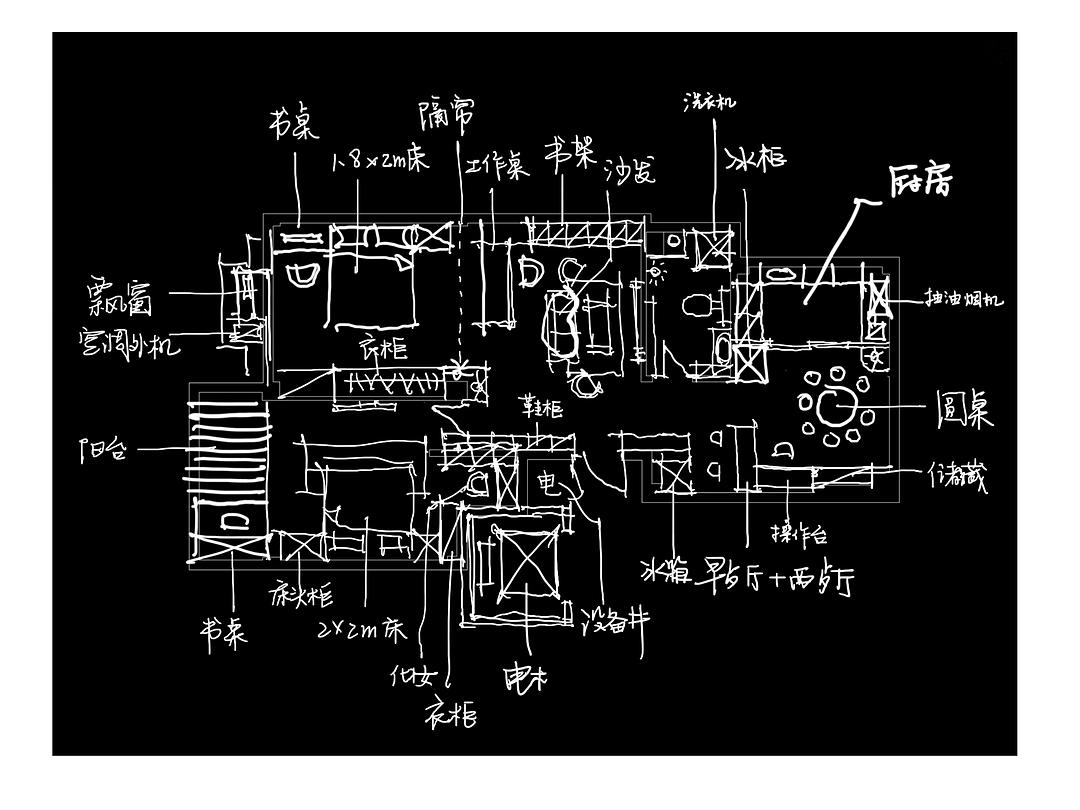 洗衣机
隔帘
书桌
1.8×2m床
工作桌
书架
沙发
冰柜
厨房
飘风窗
空调外机
抽油烟机
衣柜
鞋柜
圆桌
阳台
电
储藏
操作台
冰箱
早点厅+西点厅
床头柜
2×2m床
设备井
书桌
化妆
电梯
衣柜